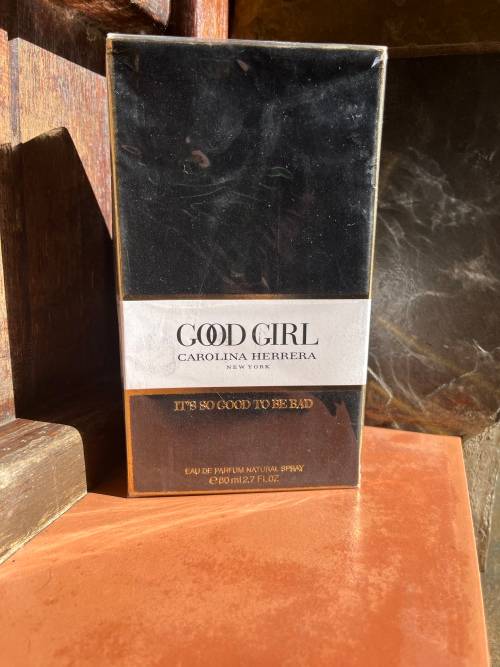 GOOD GIRL
CAROLINA HERRERA
NEW YORK
IT'S SO GOOD TO BE BAD
EAU DE PARFUM NATURAL SPRAY
℮80 ml 2.7 FL.OZ